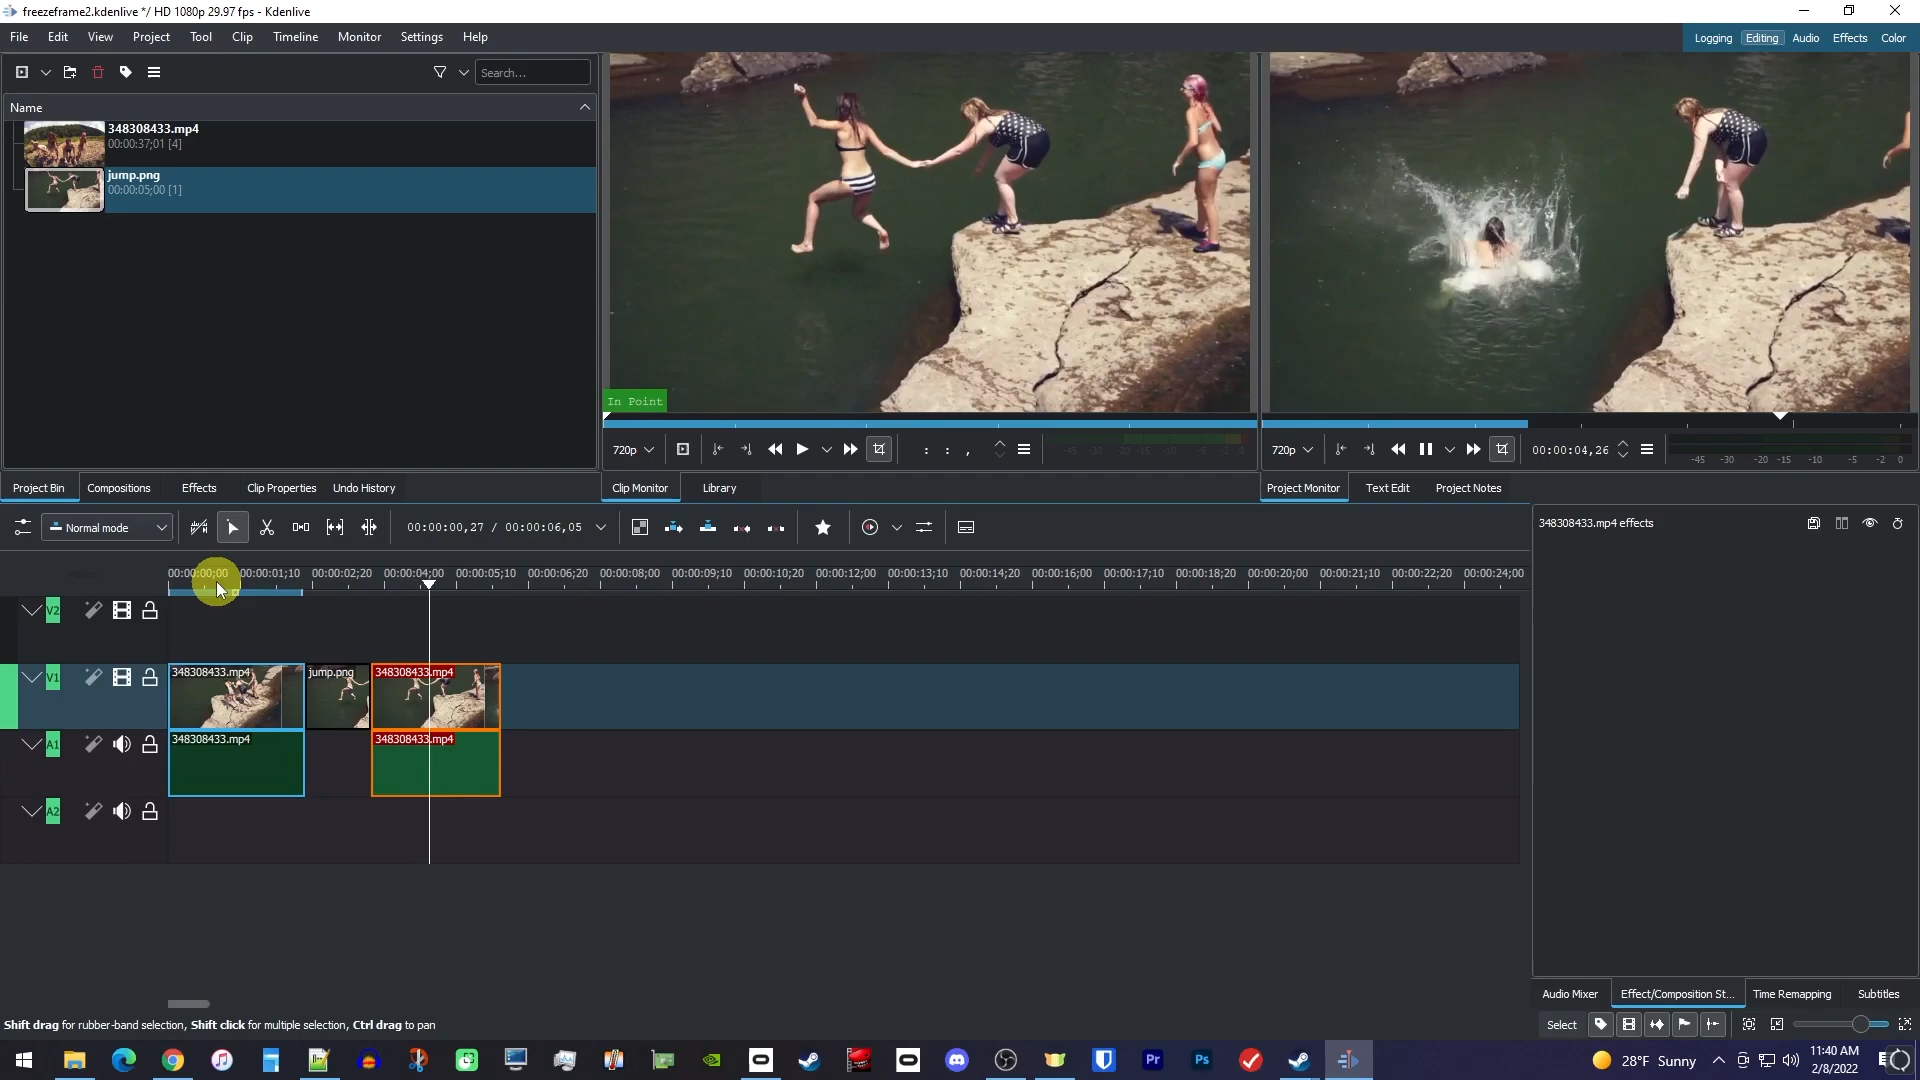 freezeframe2.kdenlive */ HD 1080p 29.97 fps - Kdenlive
File Edit View Project Tool Clip Timeline Monitor Settings Help
Logging Editing Audio Effects Color
Search...
Name
348308433.mp4
00:00:37;01 [4]
jump.png
00:00:05;00 [1]
In Point
720p : : ,
-45 -30 -20 -15 -10 -5 -2 0
720p 00:00:04,26
-45 -30 -20 -15 -10 -5 -2 0
Project Bin Compositions Effects Clip Properties Undo History
Clip Monitor Library
Project Monitor Text Edit Project Notes
Normal mode 00:00:00,27 / 00:00:06,05
348308433.mp4 effects
00:00:00;00 00:00:01;10 00:00:02;20 00:00:04;00 00:00:05;10 00:00:06;20 00:00:08;00 00:00:09;10 00:00:10;20 00:00:12;00 00:00:13;10 00:00:14;20 00:00:16;00 00:00:17;10 00:00:18;20 00:00:20;00 00:00:21;10 00:00:22;20 00:00:24;00
V2
V1
348308433.mp4 jump.png 348308433.mp4
A1
348308433.mp4 348308433.mp4
A2
Audio Mixer Effect/Composition St... Time Remapping Subtitles
Shift drag for rubber-band selection, Shift click for multiple selection, Ctrl drag to pan
Select
Pr Ps
28°F Sunny
11:40 AM
2/8/2022